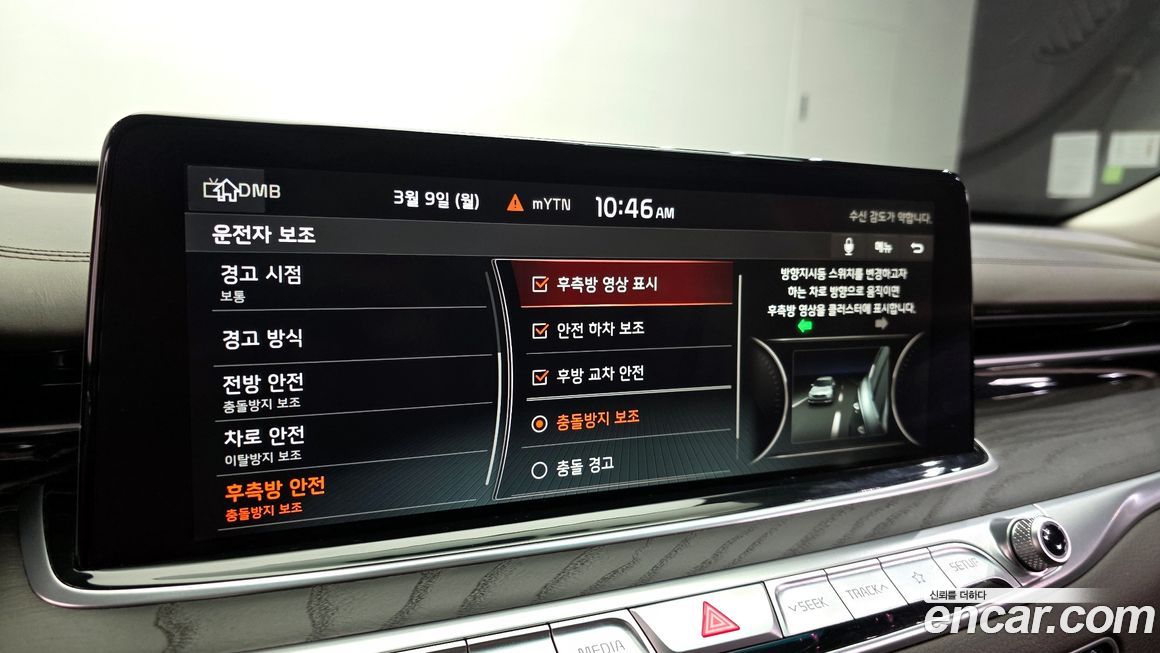 DMB
3월 9일 (월)
mYTN
10:46 AM
수신 감도가 약합니다.
운전자 보조
메뉴
경고 시점
보통
경고 방식
전방 안전
충돌방지 보조
차로 안전
이탈방지 보조
후측방 안전
충돌방지 보조
후측방 영상 표시
안전 하차 보조
후방 교차 안전
충돌방지 보조
충돌 경고
방향지시등 스위치를 변경하고자
하는 차로 방향으로 움직이면
후측방 영상을 클러스터에 표시합니다.
MEDIA
SEEK
TRACK
SETUP
신뢰를 더하다
encar.com